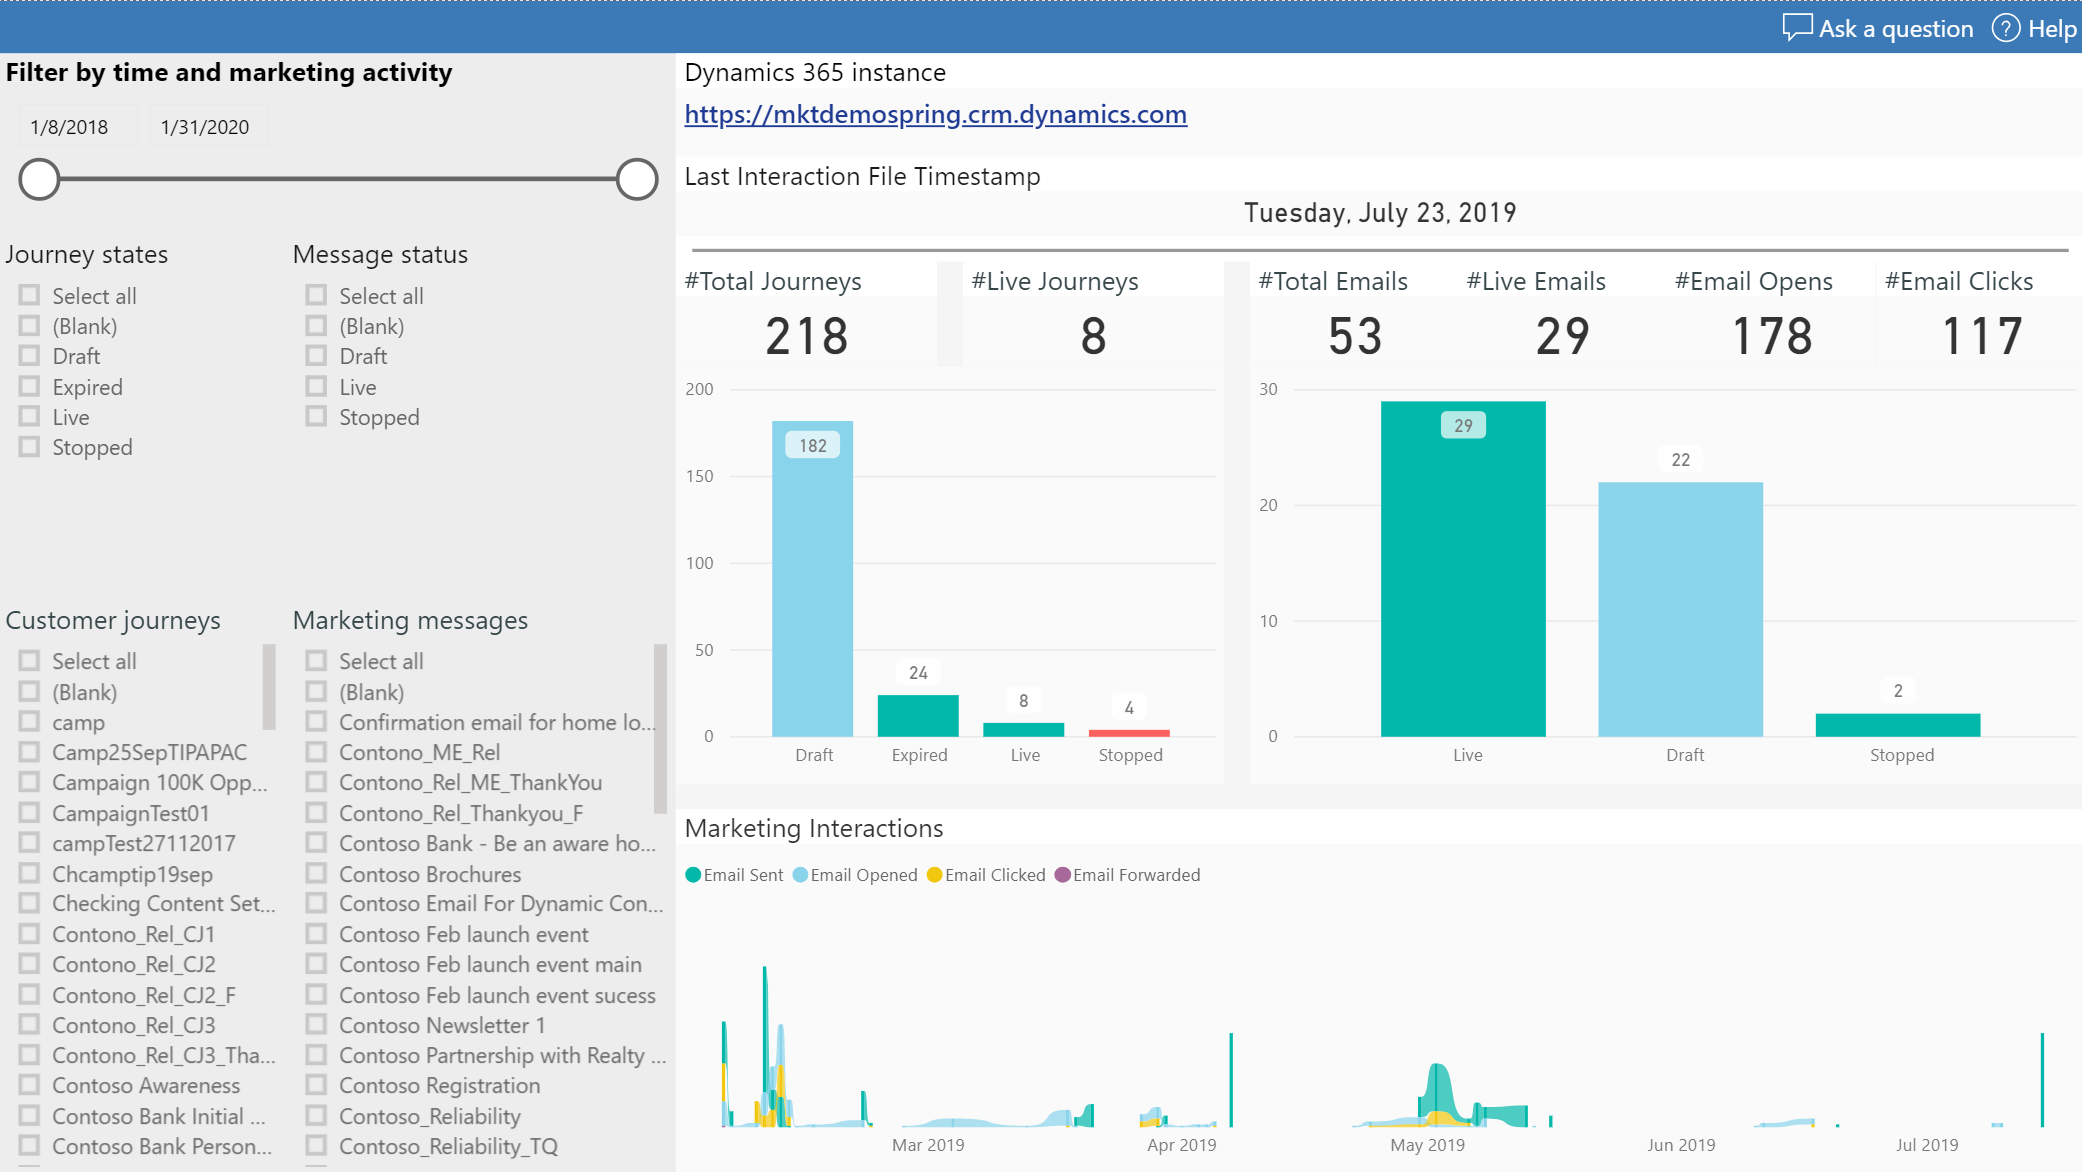 Ask a question
Help
Filter by time and marketing activity
1/8/2018
1/31/2020
Journey states
Select all
(Blank)
Draft
Expired
Live
Stopped
Message status
Select all
(Blank)
Draft
Live
Stopped
Customer journeys
Select all
(Blank)
camp
Camp25SepTIPAPAC
Campaign 100K Opp...
CampaignTest01
campTest27112017
Chcamptip19sep
Checking Content Set...
Contono_Rel_CJ1
Contono_Rel_CJ2
Contono_Rel_CJ2_F
Contono_Rel_CJ3
Contono_Rel_CJ3_Tha...
Contoso Awareness
Contoso Bank Initial ...
Contoso Bank Person...
Marketing messages
Select all
(Blank)
Confirmation email for home lo...
Contono_ME_Rel
Contono_Rel_ME_ThankYou
Contono_Rel_Thankyou_F
Contoso Bank - Be an aware ho...
Contoso Brochures
Contoso Email For Dynamic Con...
Contoso Feb launch event
Contoso Feb launch event main
Contoso Feb launch event sucess
Contoso Newsletter 1
Contoso Partnership with Realty ...
Contoso Registration
Contoso_Reliability
Contoso_Reliability_TQ
Dynamics 365 instance
https://mktdemospring.crm.dynamics.com
Last Interaction File Timestamp
Tuesday, July 23, 2019
#Total Journeys
218
#Live Journeys
8
#Total Emails
53
#Live Emails
29
#Email Opens
178
#Email Clicks
117
200
150
100
50
0
182
24
8
4
Draft
Expired
Live
Stopped
30
20
10
0
29
22
2
Live
Draft
Stopped
Marketing Interactions
Email Sent
Email Opened
Email Clicked
Email Forwarded
Mar 2019
Apr 2019
May 2019
Jun 2019
Jul 2019